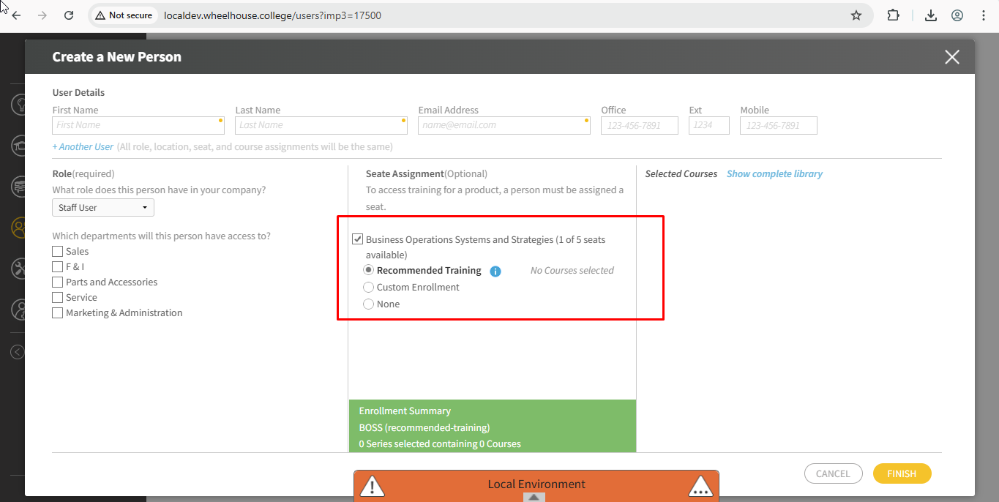 Not secure
localdev.wheelhouse.college/users?imp3=17500
Create a New Person
User Details
First Name
Last Name
Email Address
Office
Ext
Mobile
First Name
Last Name
name@email.com
123-456-7891
1234
123-456-7891
+ Another User (All role, location, seat, and course assignments will be the same)
Role(required)
What role does this person have in your company?
Staff User
Which departments will this person have access to?
Sales
F & I
Parts and Accessories
Service
Marketing & Administration
Seate Assignment(Optional)
To access training for a product, a person must be assigned a
seat.
Business Operations Systems and Strategies (1 of 5 seats
available)
Recommended Training
No Courses selected
Custom Enrollment
None
Enrollment Summary
BOSS (recommended-training)
0 Series selected containing 0 Courses
Selected Courses Show complete library
CANCEL
FINISH
Local Environment